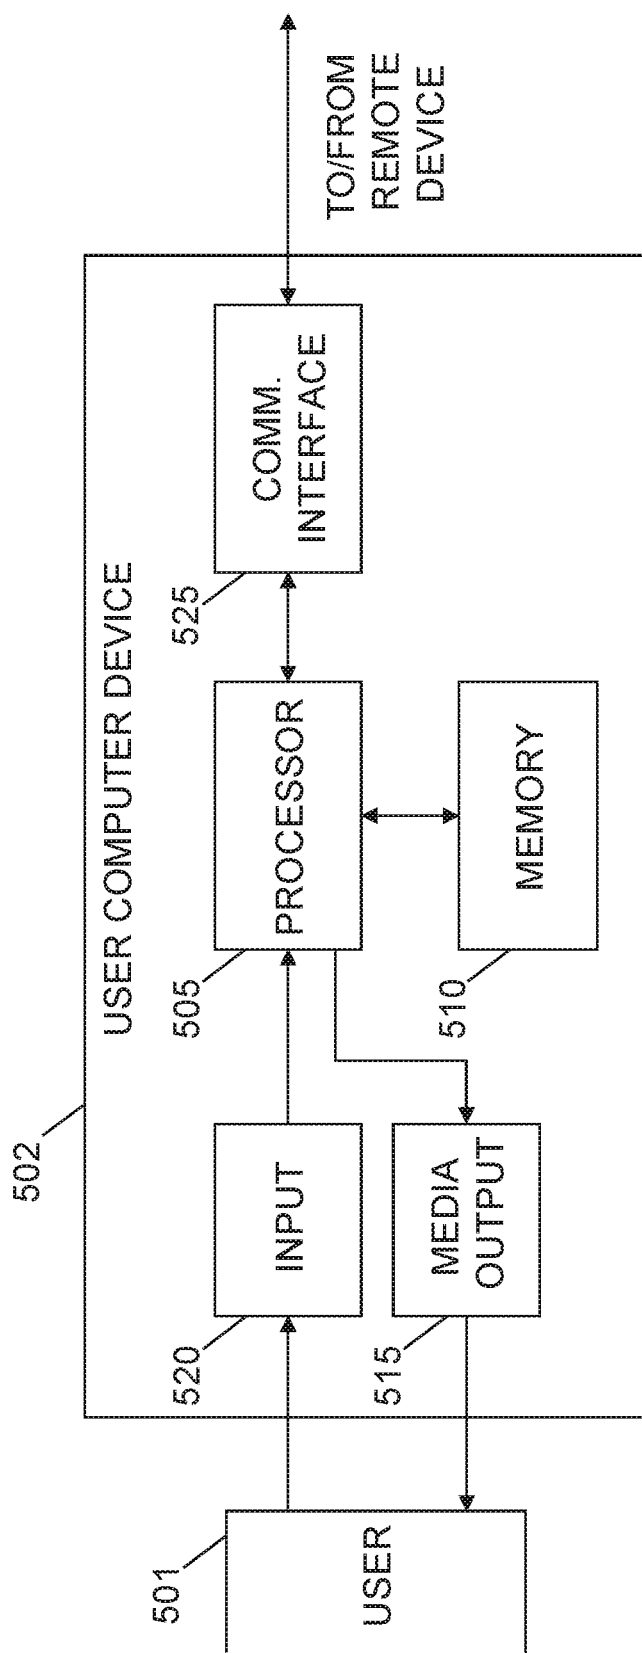 502
USER COMPUTER DEVICE
501
USER
520
INPUT
505
PROCESSOR
525
COMM.
INTERFACE
TO/FROM
REMOTE
DEVICE
515
MEDIA
OUTPUT
510
MEMORY